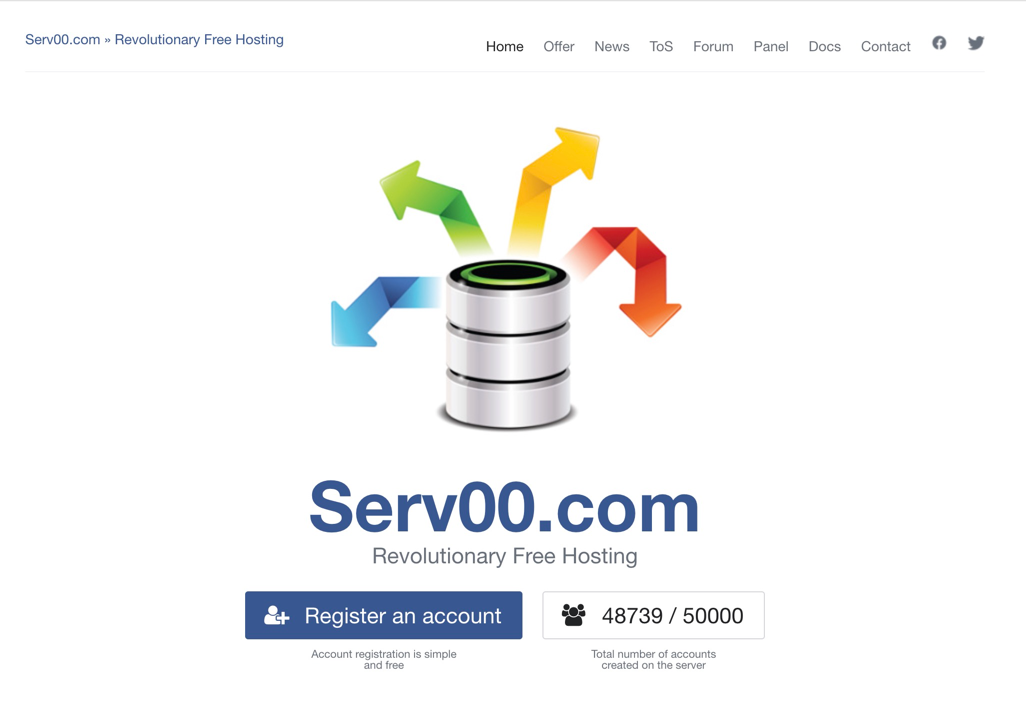 Serv00.com » Revolutionary Free Hosting
Home Offer News ToS Forum Panel Docs Contact
Serv00.com
Revolutionary Free Hosting
Register an account
48739 / 50000
Account registration is simple
and free
Total number of accounts
created on the server